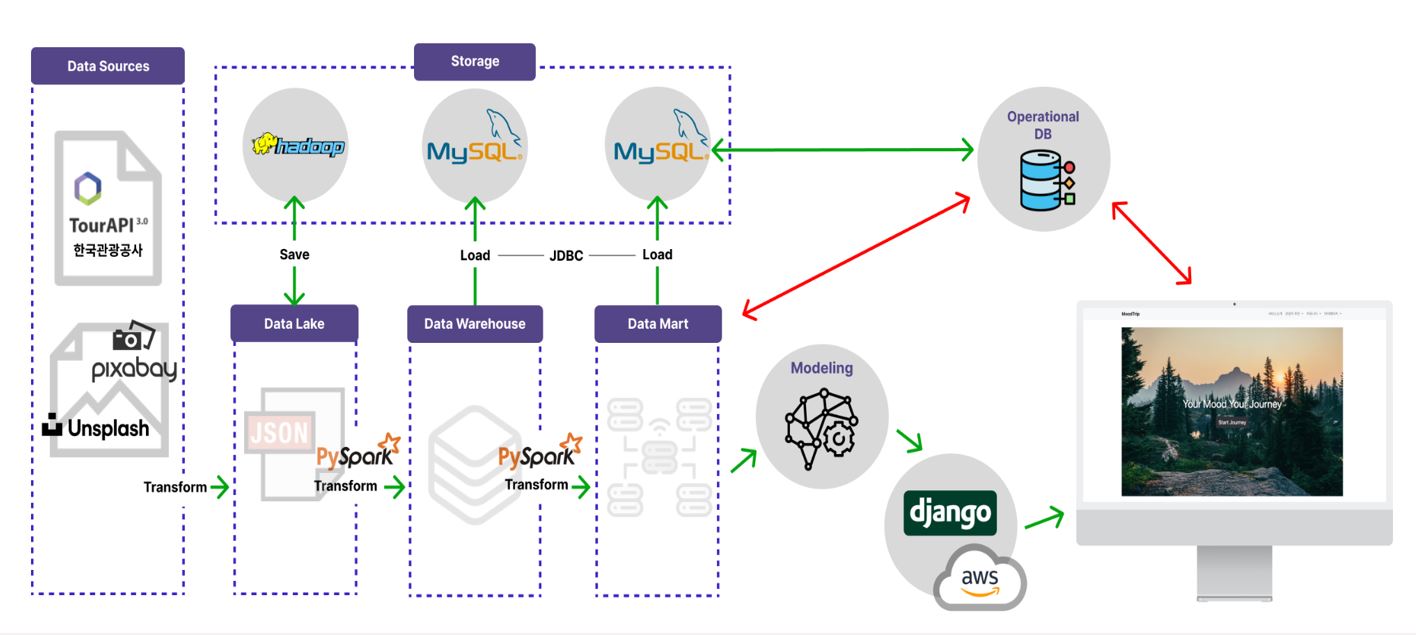 Data Sources
TourAPI 3.0
한국관광공사
pixabay
Unsplash
Transform
Storage
hadoop
MySQL
MySQL
Save
Load
JDBC
Load
Data Lake
JSON
PySpark
Transform
Data Warehouse
PySpark
Transform
Data Mart
Operational
DB
Modeling
django
aws
MoodTrip
Your Mood Your Journey
Start Journey